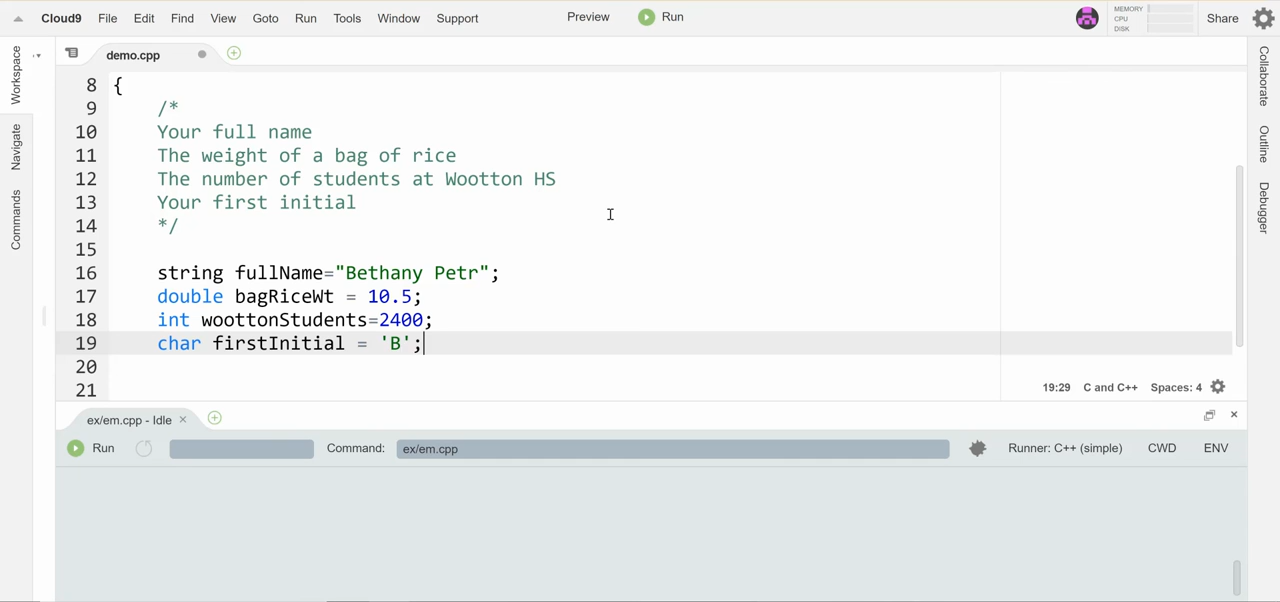 Cloud9 File Edit Find View Goto Run Tools Window Support Preview Run MEMORY CPU DISK Share
Workspace
Navigate
Commands
demo.cpp
8 {
9 /*
10 Your full name
11 The weight of a bag of rice
12 The number of students at Wootton HS
13 Your first initial
14 */
15
16 string fullName="Bethany Petr";
17 double bagRiceWt = 10.5;
18 int woottonStudents=2400;
19 char firstInitial = 'B';
20
21
19:29 C and C++ Spaces: 4
Collaborate
Outline
Debugger
ex/em.cpp - Idle
Run Command: ex/em.cpp Runner: C++ (simple) CWD ENV